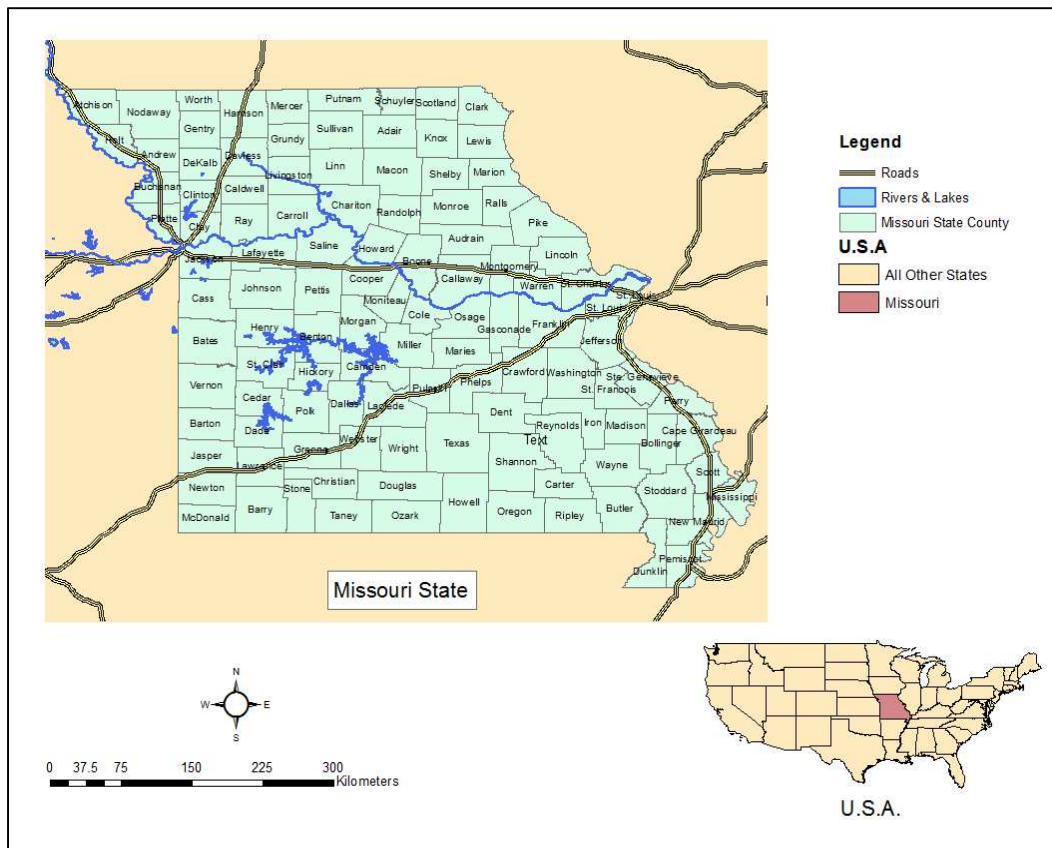 Atchison
Nodaway
Worth
Harrison
Mercer
Putnam
Schuyler
Scotland
Clark
Gentry
Holt
Andrew
DeKalb
Daviess
Grundy
Sullivan
Adair
Knox
Lewis
Linn
Macon
Shelby
Marion
Livingston
Buchanan
Clinton
Caldwell
Chariton
Randolph
Monroe
Ralls
Pike
Platte
Clay
Ray
Carroll
Saline
Howard
Audrain
Lincoln
Jackson
Lafayette
Boone
Montgomery
Callaway
Warren
St. Charles
St. Louis
St. Louis
Cass
Johnson
Pettis
Cooper
Moniteau
Cole
Osage
Gasconade
Franklin
Jefferson
Bates
Henry
Benton
Morgan
Miller
Maries
St. Clair
Hickory
Camden
Pulaski
Phelps
Crawford
Washington
Ste. Genevieve
St. Francois
Perry
Vernon
Cedar
Polk
Dallas
Laclede
Dent
Barton
Dade
Reynolds
Iron
Madison
Cape Girardeau
Bollinger
Text
Jasper
Lawrence
Greene
Webster
Wright
Texas
Shannon
Wayne
Scott
Mississippi
Newton
Stone
Christian
Douglas
Howell
Carter
Stoddard
McDonald
Barry
Taney
Ozark
Oregon
Ripley
Butler
New Madrid
Pemiscot
Dunklin
Missouri State
Legend
Roads
Rivers & Lakes
Missouri State County
U.S.A
All Other States
Missouri
N
W
E
S
0 37.5 75 150 225 300
Kilometers
U.S.A.